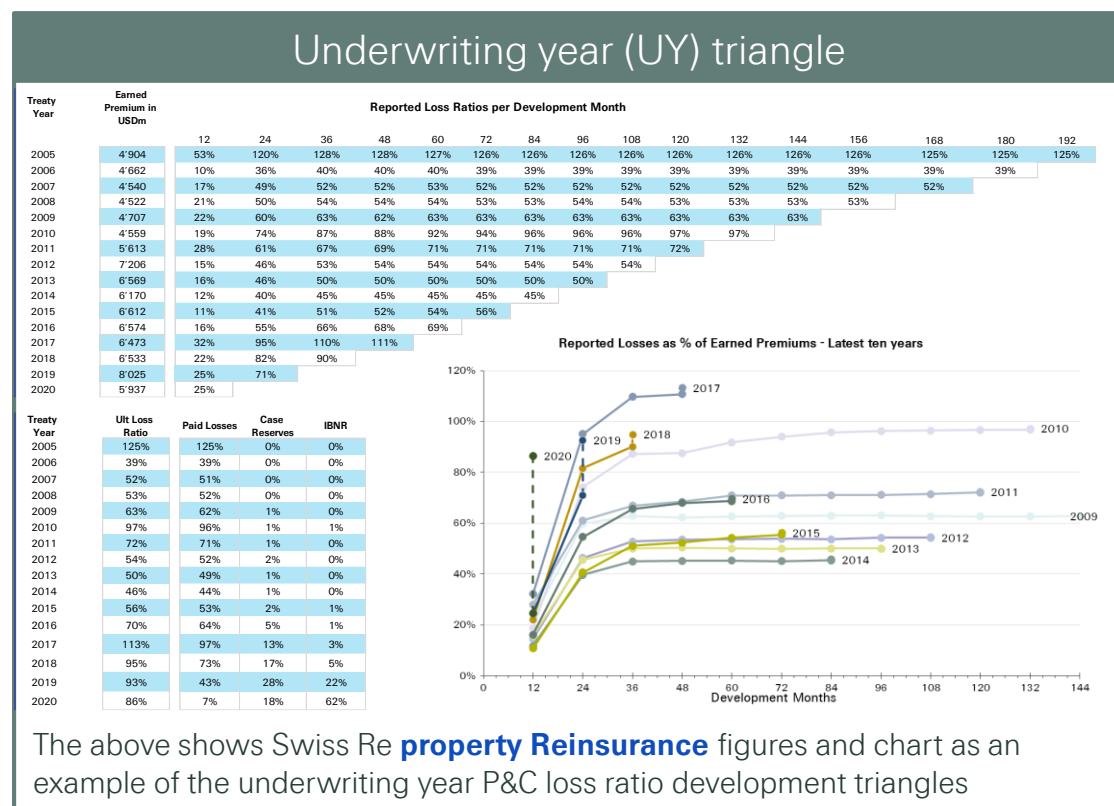 Underwriting year (UY) triangle
Treaty Year Earned Premium in USDm Reported Loss Ratios per Development Month
12 24 36 48 60 72 84 96 108 120 132 144 156 168 180 192
2005 4'904 53% 120% 128% 128% 127% 126% 126% 126% 126% 126% 126% 126% 126% 125% 125% 125%
2006 4'662 10% 36% 40% 40% 40% 39% 39% 39% 39% 39% 39% 39% 39% 39% 39%
2007 4'540 17% 49% 52% 52% 53% 52% 52% 52% 52% 52% 52% 52% 52% 52%
2008 4'522 21% 50% 54% 54% 54% 53% 53% 54% 54% 53% 53% 53% 53%
2009 4'707 22% 60% 63% 62% 63% 63% 63% 63% 63% 63% 63% 63%
2010 4'559 19% 74% 87% 88% 92% 94% 96% 96% 96% 97% 97%
2011 5'613 28% 61% 67% 69% 71% 71% 71% 71% 71% 72%
2012 7'206 15% 46% 53% 54% 54% 54% 54% 54% 54%
2013 6'569 16% 46% 50% 50% 50% 50% 50% 50%
2014 6'170 12% 40% 45% 45% 45% 45% 45%
2015 6'612 11% 41% 51% 52% 54% 56%
2016 6'574 16% 55% 66% 68% 69%
2017 6'473 32% 95% 110% 111%
2018 6'533 22% 82% 90%
2019 8'025 25% 71%
2020 5'937 25%
Treaty Year Ult Loss Ratio Paid Losses Case Reserves IBNR
2005 125% 125% 0% 0%
2006 39% 39% 0% 0%
2007 52% 51% 0% 0%
2008 53% 52% 0% 0%
2009 63% 62% 1% 0%
2010 97% 96% 1% 1%
2011 72% 71% 1% 0%
2012 54% 52% 2% 0%
2013 50% 49% 1% 0%
2014 46% 44% 1% 0%
2015 56% 53% 2% 1%
2016 70% 64% 5% 1%
2017 113% 97% 13% 3%
2018 95% 73% 17% 5%
2019 93% 43% 28% 22%
2020 86% 7% 18% 62%
Reported Losses as % of Earned Premiums - Latest ten years
120%
100%
80%
60%
40%
20%
0%
2017
2018
2019
2010
2020
2011
2016
2009
2015
2012
2013
2014
0 12 24 36 48 60 72 84 96 108 120 132 144
Development Months
The above shows Swiss Re property Reinsurance figures and chart as an
example of the underwriting year P&C loss ratio development triangles